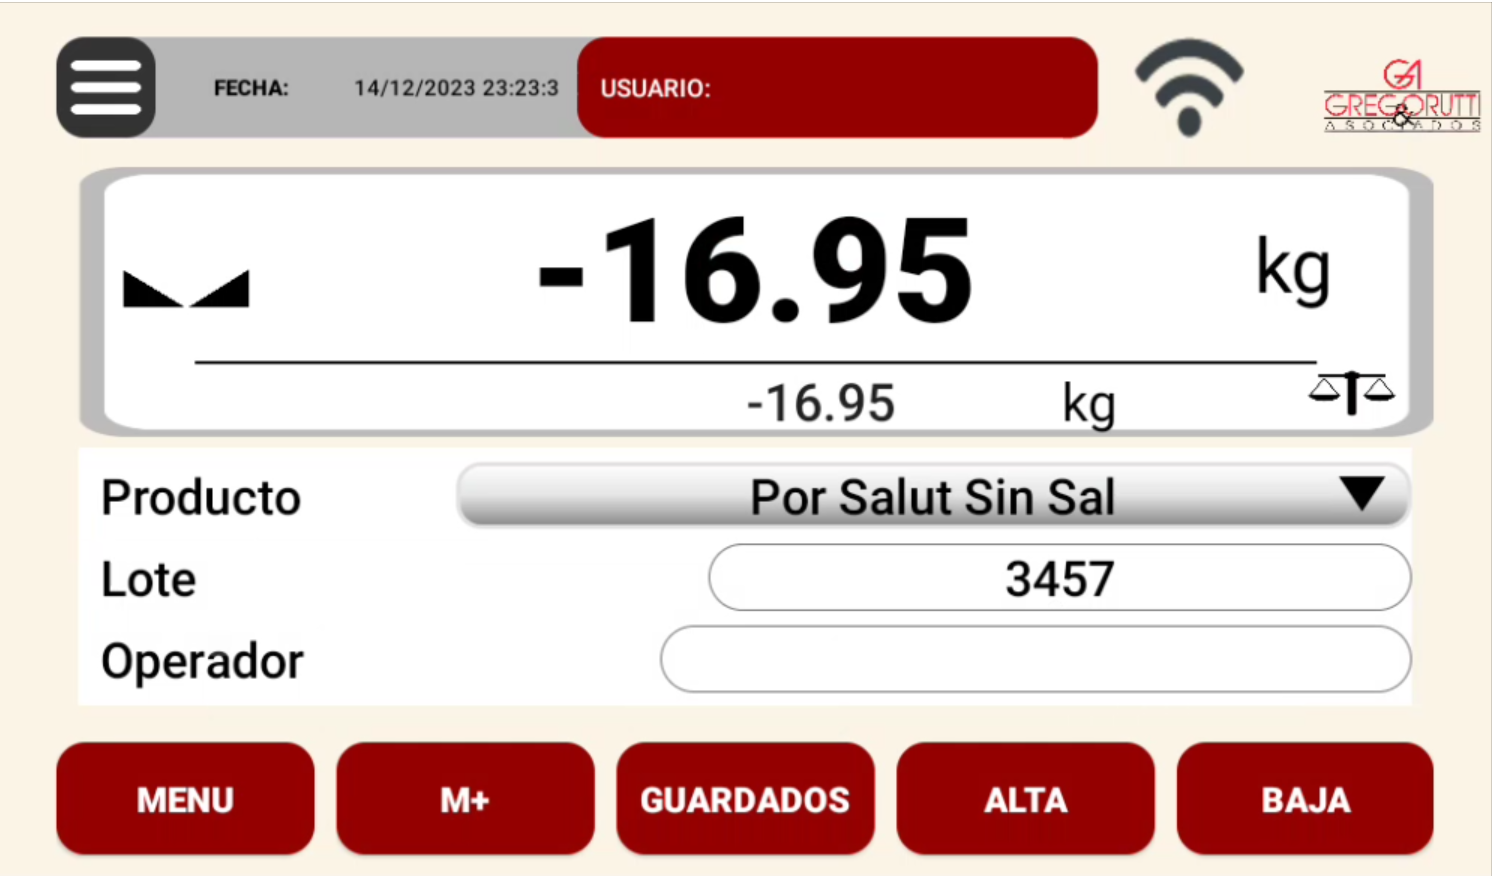 FECHA: 14/12/2023 23:23:3 USUARIO:
GA
GREGORUTTI
&
ASOCIADOS
-16.95 kg
-16.95 kg
Producto Por Salut Sin Sal
Lote 3457
Operador
MENU M+ GUARDADOS ALTA BAJA